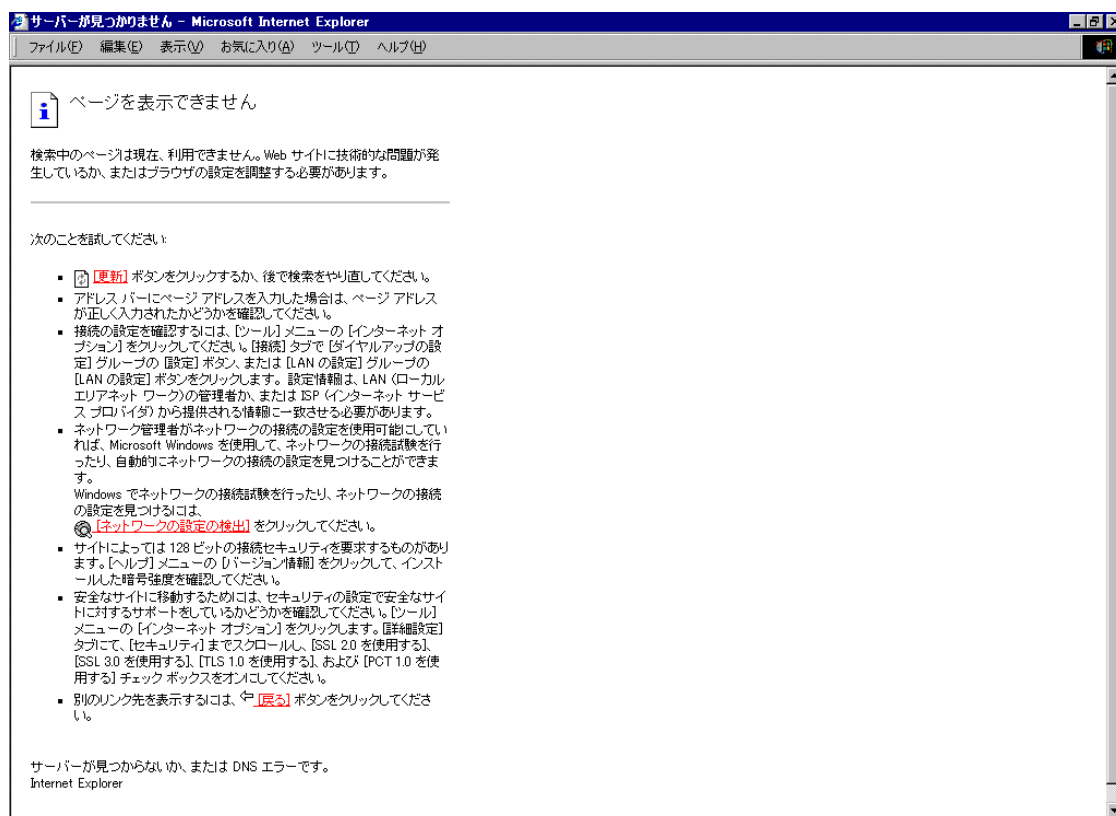 サーバーが見つかりません - Microsoft Internet Explorer
ファイル(F) 編集(E) 表示(V) お気に入り(A) ツール(T) ヘルプ(H)
ページを表示できません
検索中のページは現在、利用できません。Web サイトに技術的な問題が発
生しているか、またはブラウザの設定を調整する必要があります。
次のことを試してください:
[更新] ボタンをクリックするか、後で検索をやり直してください。
アドレス バーにページ アドレスを入力した場合は、ページ アドレス
が正しく入力されたかどうかを確認してください。
接続の設定を確認するには、[ツール] メニューの [インターネット オ
プション] をクリックしてください。[接続] タブで [ダイヤルアップの設
定] グループの [設定] ボタン、または [LAN の設定] グループの
[LAN の設定] ボタンをクリックします。 設定情報は、LAN (ローカル
エリアネット ワーク)の管理者か、または ISP (インターネット サービ
ス プロバイダ) から提供される情報に一致させる必要があります。
ネットワーク管理者がネットワークの接続の設定を使用可能にしてい
れば、Microsoft Windows を使用して、ネットワークの接続試験を行
ったり、自動的にネットワークの接続の設定を見つけることができま
す。
Windows でネットワークの接続試験を行ったり、ネットワークの接続
の設定を見つけるには、
[ネットワークの設定の検出] をクリックしてください。
サイトによっては 128 ビットの接続セキュリティを要求するものがあり
ます。[ヘルプ] メニューの [バージョン情報] をクリックして、インスト
ールした暗号強度を確認してください。
安全なサイトに移動するためには、セキュリティの設定で安全なサイ
トに対するサポートをしているかどうかを確認してください。[ツール]
メニューの [インターネット オプション] をクリックします。[詳細設定]
タブにて、[セキュリティ] までスクロールし、[SSL 2.0 を使用する]、
[SSL 3.0 を使用する]、[TLS 1.0 を使用する]、および [PCT 1.0 を使
用する] チェック ボックスをオンにしてください。
別のリンク先を表示するには、 [戻る] ボタンをクリックしてくださ
い。
サーバーが見つからないか、または DNS エラーです。
Internet Explorer